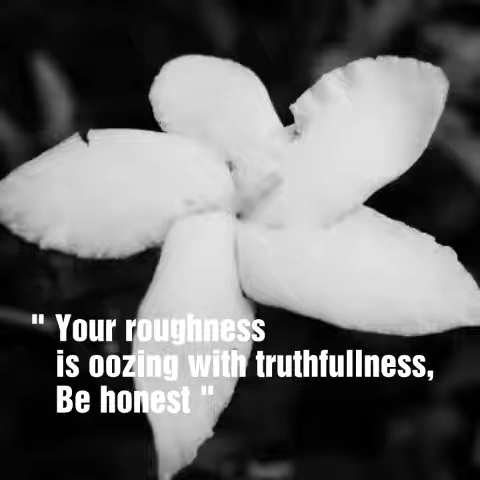 " Your roughness
is oozing with truthfullness,
Be honest "